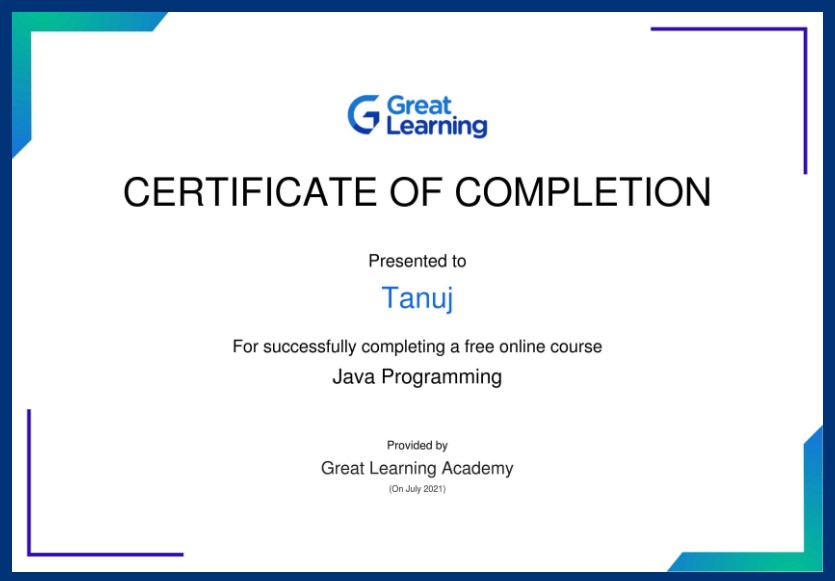 Great
Learning
CERTIFICATE OF COMPLETION
Presented to
Tanuj
For successfully completing a free online course
Java Programming
Provided by
Great Learning Academy
(On July 2021)